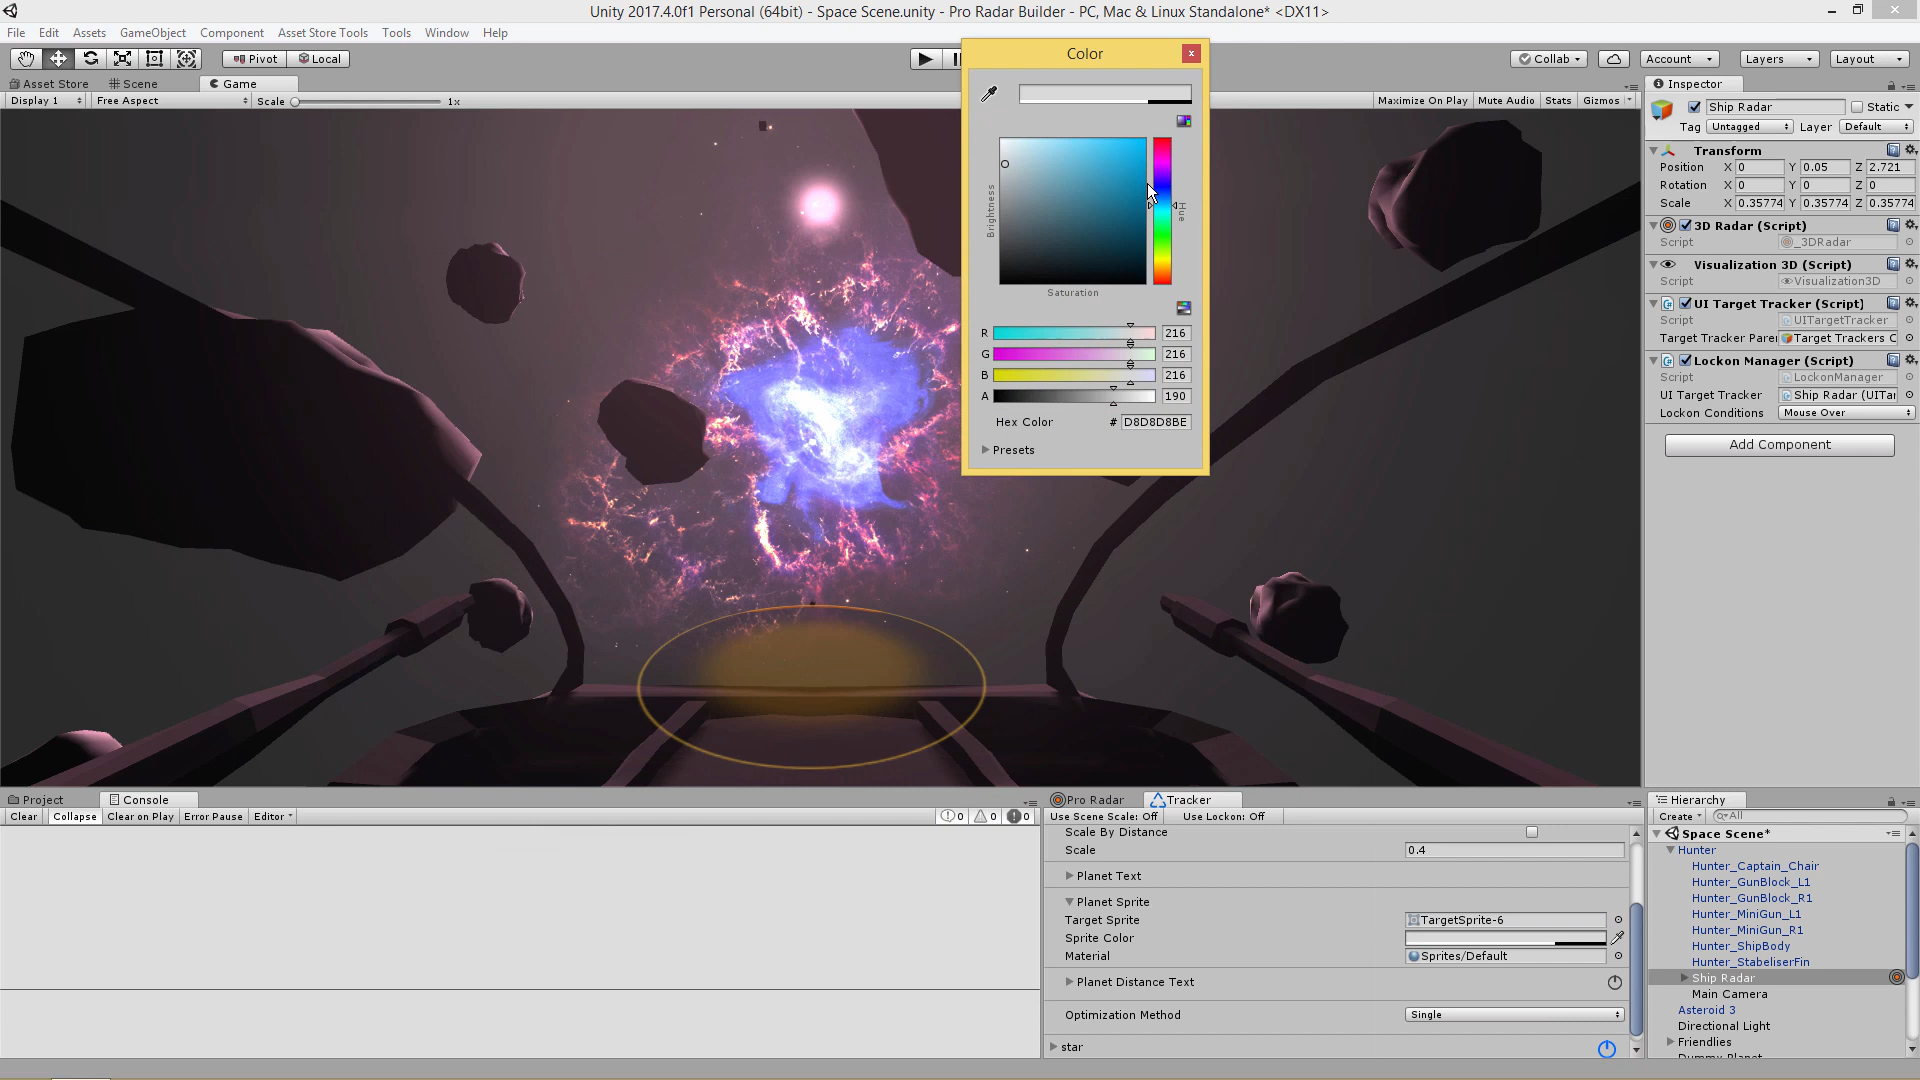 Unity 2017.4.0f1 Personal (64bit) - Space Scene.unity - Pro Radar Builder - PC, Mac & Linux Standalone* <DX11>
File Edit Assets GameObject Component Asset Store Tools Tools Window Help
Pivot Local Collab Account Layers Layout
Asset Store Scene Game
Display 1 Free Aspect Scale 1x Maximize On Play Mute Audio Stats Gizmos
Color
Brightness
Hue
Saturation
R 216
G 216
B 216
A 190
Hex Color # D8D8D8BE
Presets
Inspector
Ship Radar Static
Tag Untagged Layer Default
Transform
Position X 0 Y 0.05 Z 2.721
Rotation X 0 Y 0 Z 0
Scale X 0.35774 Y 0.35774 Z 0.35774
3D Radar (Script)
Script _3DRadar
Visualization 3D (Script)
Script Visualization3D
UI Target Tracker (Script)
Script UITargetTracker
Target Tracker Parei Target Trackers C
Lockon Manager (Script)
Script LockonManager
UI Target Tracker Ship Radar (UITar
Lockon Conditions Mouse Over
Add Component
Project Console
Clear Collapse Clear on Play Error Pause Editor 0 0 0
Pro Radar Tracker
Use Scene Scale: Off Use Lockon: Off
Scale By Distance
Scale 0.4
Planet Text
Planet Sprite
Target Sprite TargetSprite-6
Sprite Color
Material Sprites/Default
Planet Distance Text
Optimization Method Single
star
Hierarchy
Create All
Space Scene*
Hunter
Hunter_Captain_Chair
Hunter_GunBlock_L1
Hunter_GunBlock_R1
Hunter_MiniGun_L1
Hunter_MiniGun_R1
Hunter_ShipBody
Hunter_StabeliserFin
Ship Radar
Main Camera
Asteroid 3
Directional Light
Friendlies
Dummy Planet